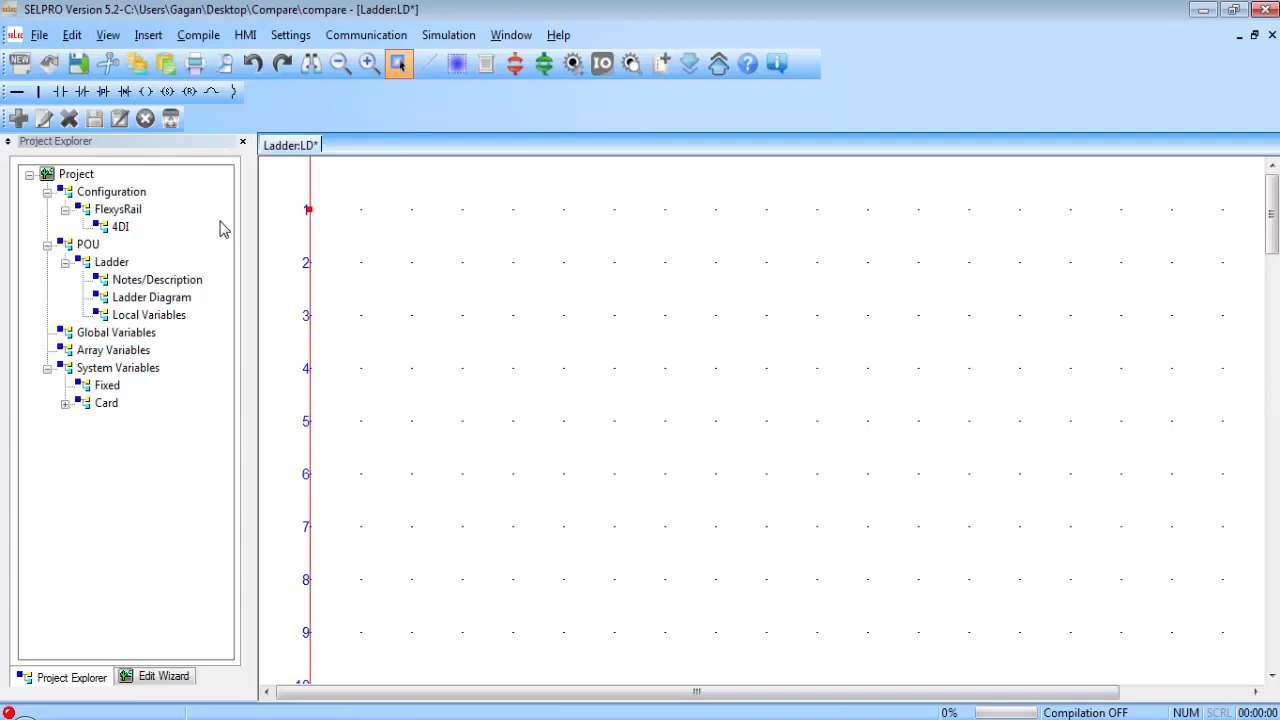 SELPRO Version 5.2-C:\Users\Gagan\Desktop\Compare\compare - [Ladder:LD*]
SELEC File Edit View Insert Compile HMI Settings Communication Simulation Window Help
NEW IO
(S) (R)
Project Explorer
Ladder:LD*
Project
Configuration
FlexysRail
4DI
POU
Ladder
Notes/Description
Ladder Diagram
Local Variables
Global Variables
Array Variables
System Variables
Fixed
Card
1
2
3
4
5
6
7
8
9
10
Project Explorer Edit Wizard
0% Compilation OFF NUM SCRL 00:00:00